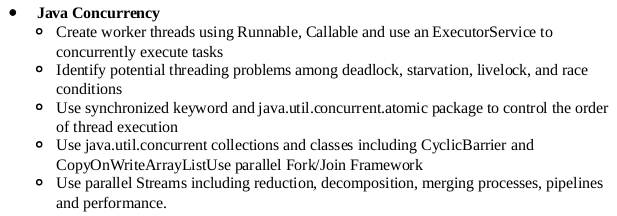 ● Java Concurrency
o Create worker threads using Runnable, Callable and use an ExecutorService to
concurrently execute tasks
o Identify potential threading problems among deadlock, starvation, livelock, and race
conditions
o Use synchronized keyword and java.util.concurrent.atomic package to control the order
of thread execution
o Use java.util.concurrent collections and classes including CyclicBarrier and
CopyOnWriteArrayListUse parallel Fork/Join Framework
o Use parallel Streams including reduction, decomposition, merging processes, pipelines
and performance.